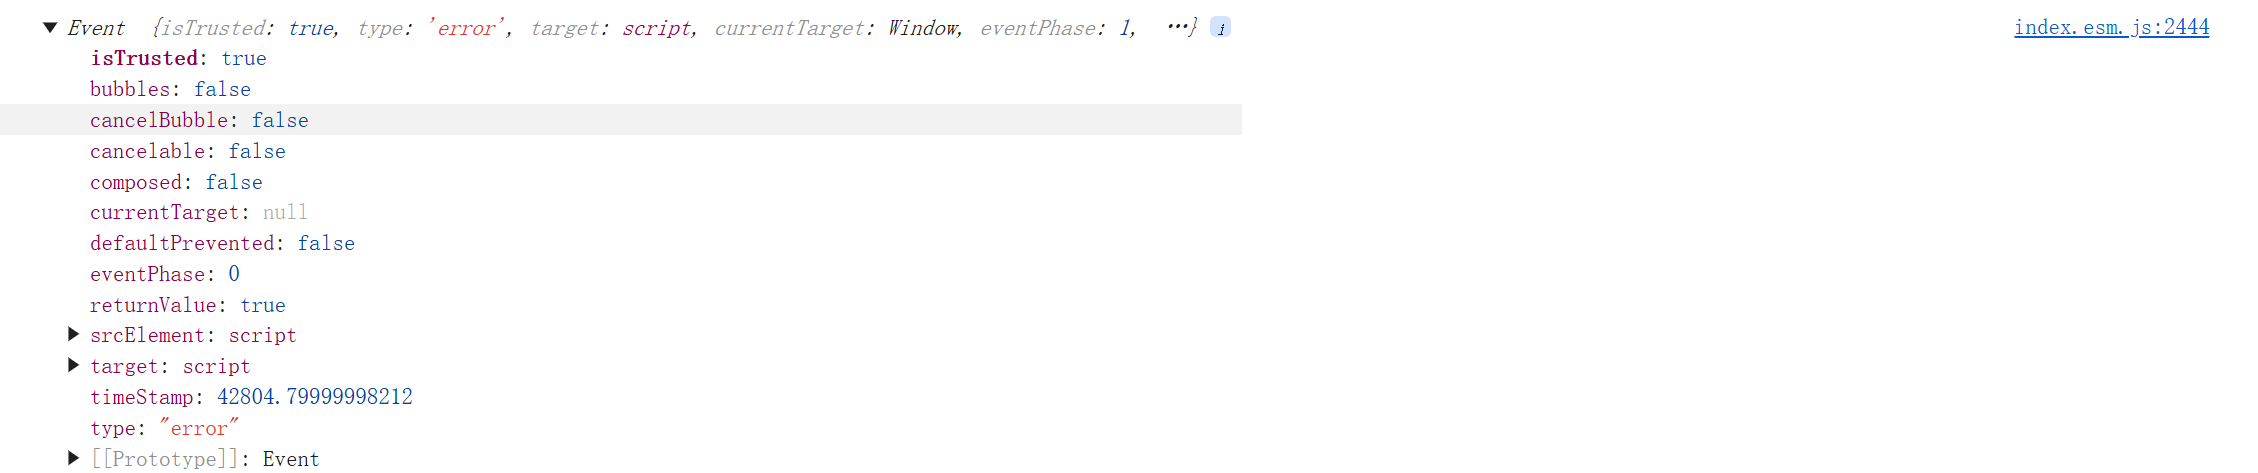 ▼ Event {isTrusted: true, type: 'error', target: script, currentTarget: Window, eventPhase: 1, …} i index.esm.js:2444
isTrusted: true
bubbles: false
cancelBubble: false
cancelable: false
composed: false
currentTarget: null
defaultPrevented: false
eventPhase: 0
returnValue: true
▶ srcElement: script
▶ target: script
timeStamp: 42804.79999998212
type: "error"
▶ [[Prototype]]: Event